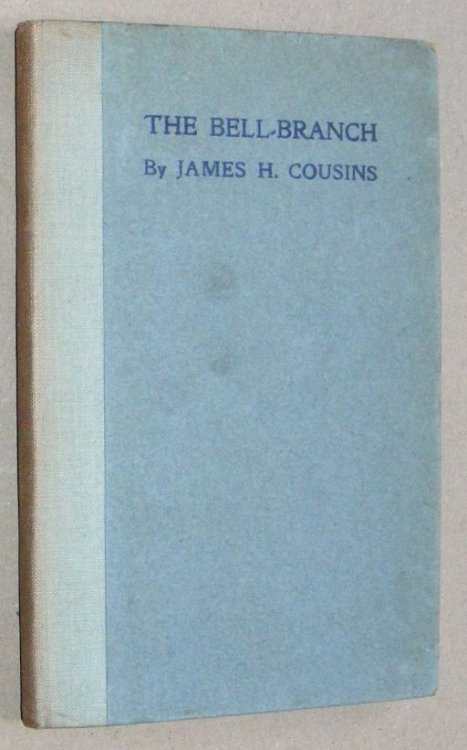 THE BELL-BRANCH
By JAMES H. COUSINS